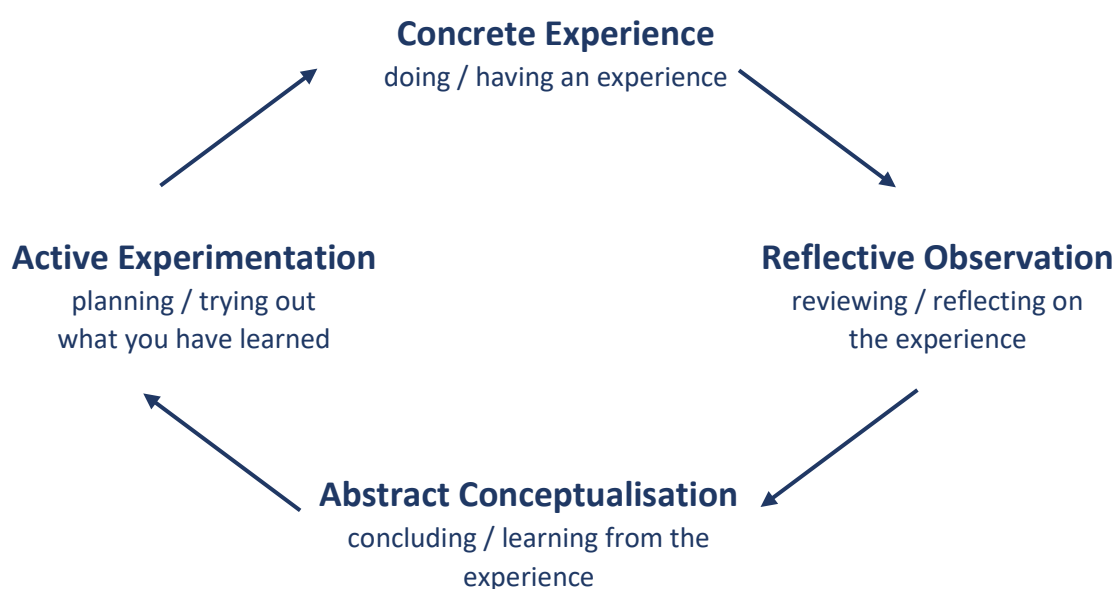 Concrete Experience
doing / having an experience
Active Experimentation
planning / trying out
what you have learned
Reflective Observation
reviewing / reflecting on
the experience
Abstract Conceptualisation
concluding / learning from the
experience